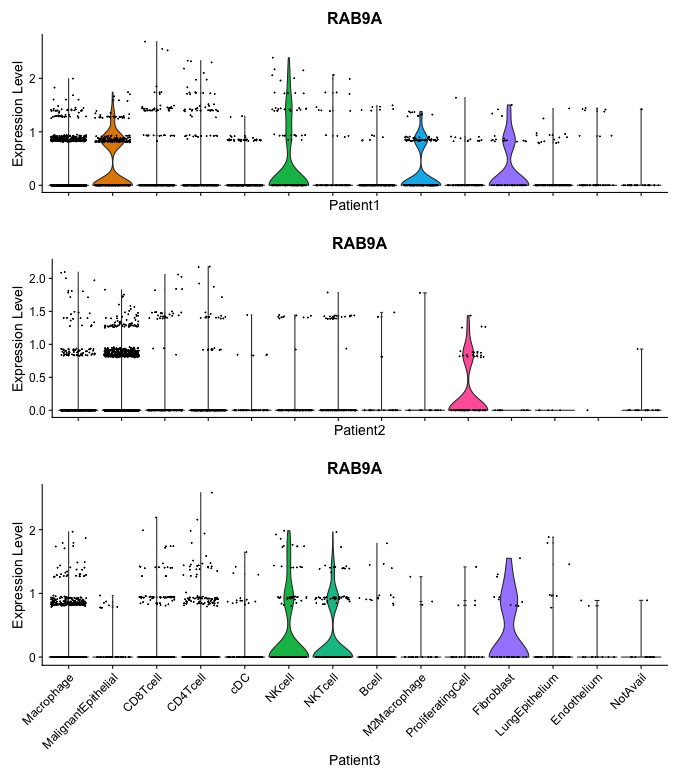 RAB9A
Expression Level
2
1
0
Patient1
RAB9A
Expression Level
2.0
1.5
1.0
0.5
0.0
Patient2
RAB9A
Expression Level
2
1
0
Macrophage
MalignantEpithelial
CD8Tcell
CD4Tcell
cDC
NKcell
NKTcell
Bcell
M2Macrophage
ProliferatingCell
Fibroblast
LungEpithelium
Endothelium
NotAvail
Patient3